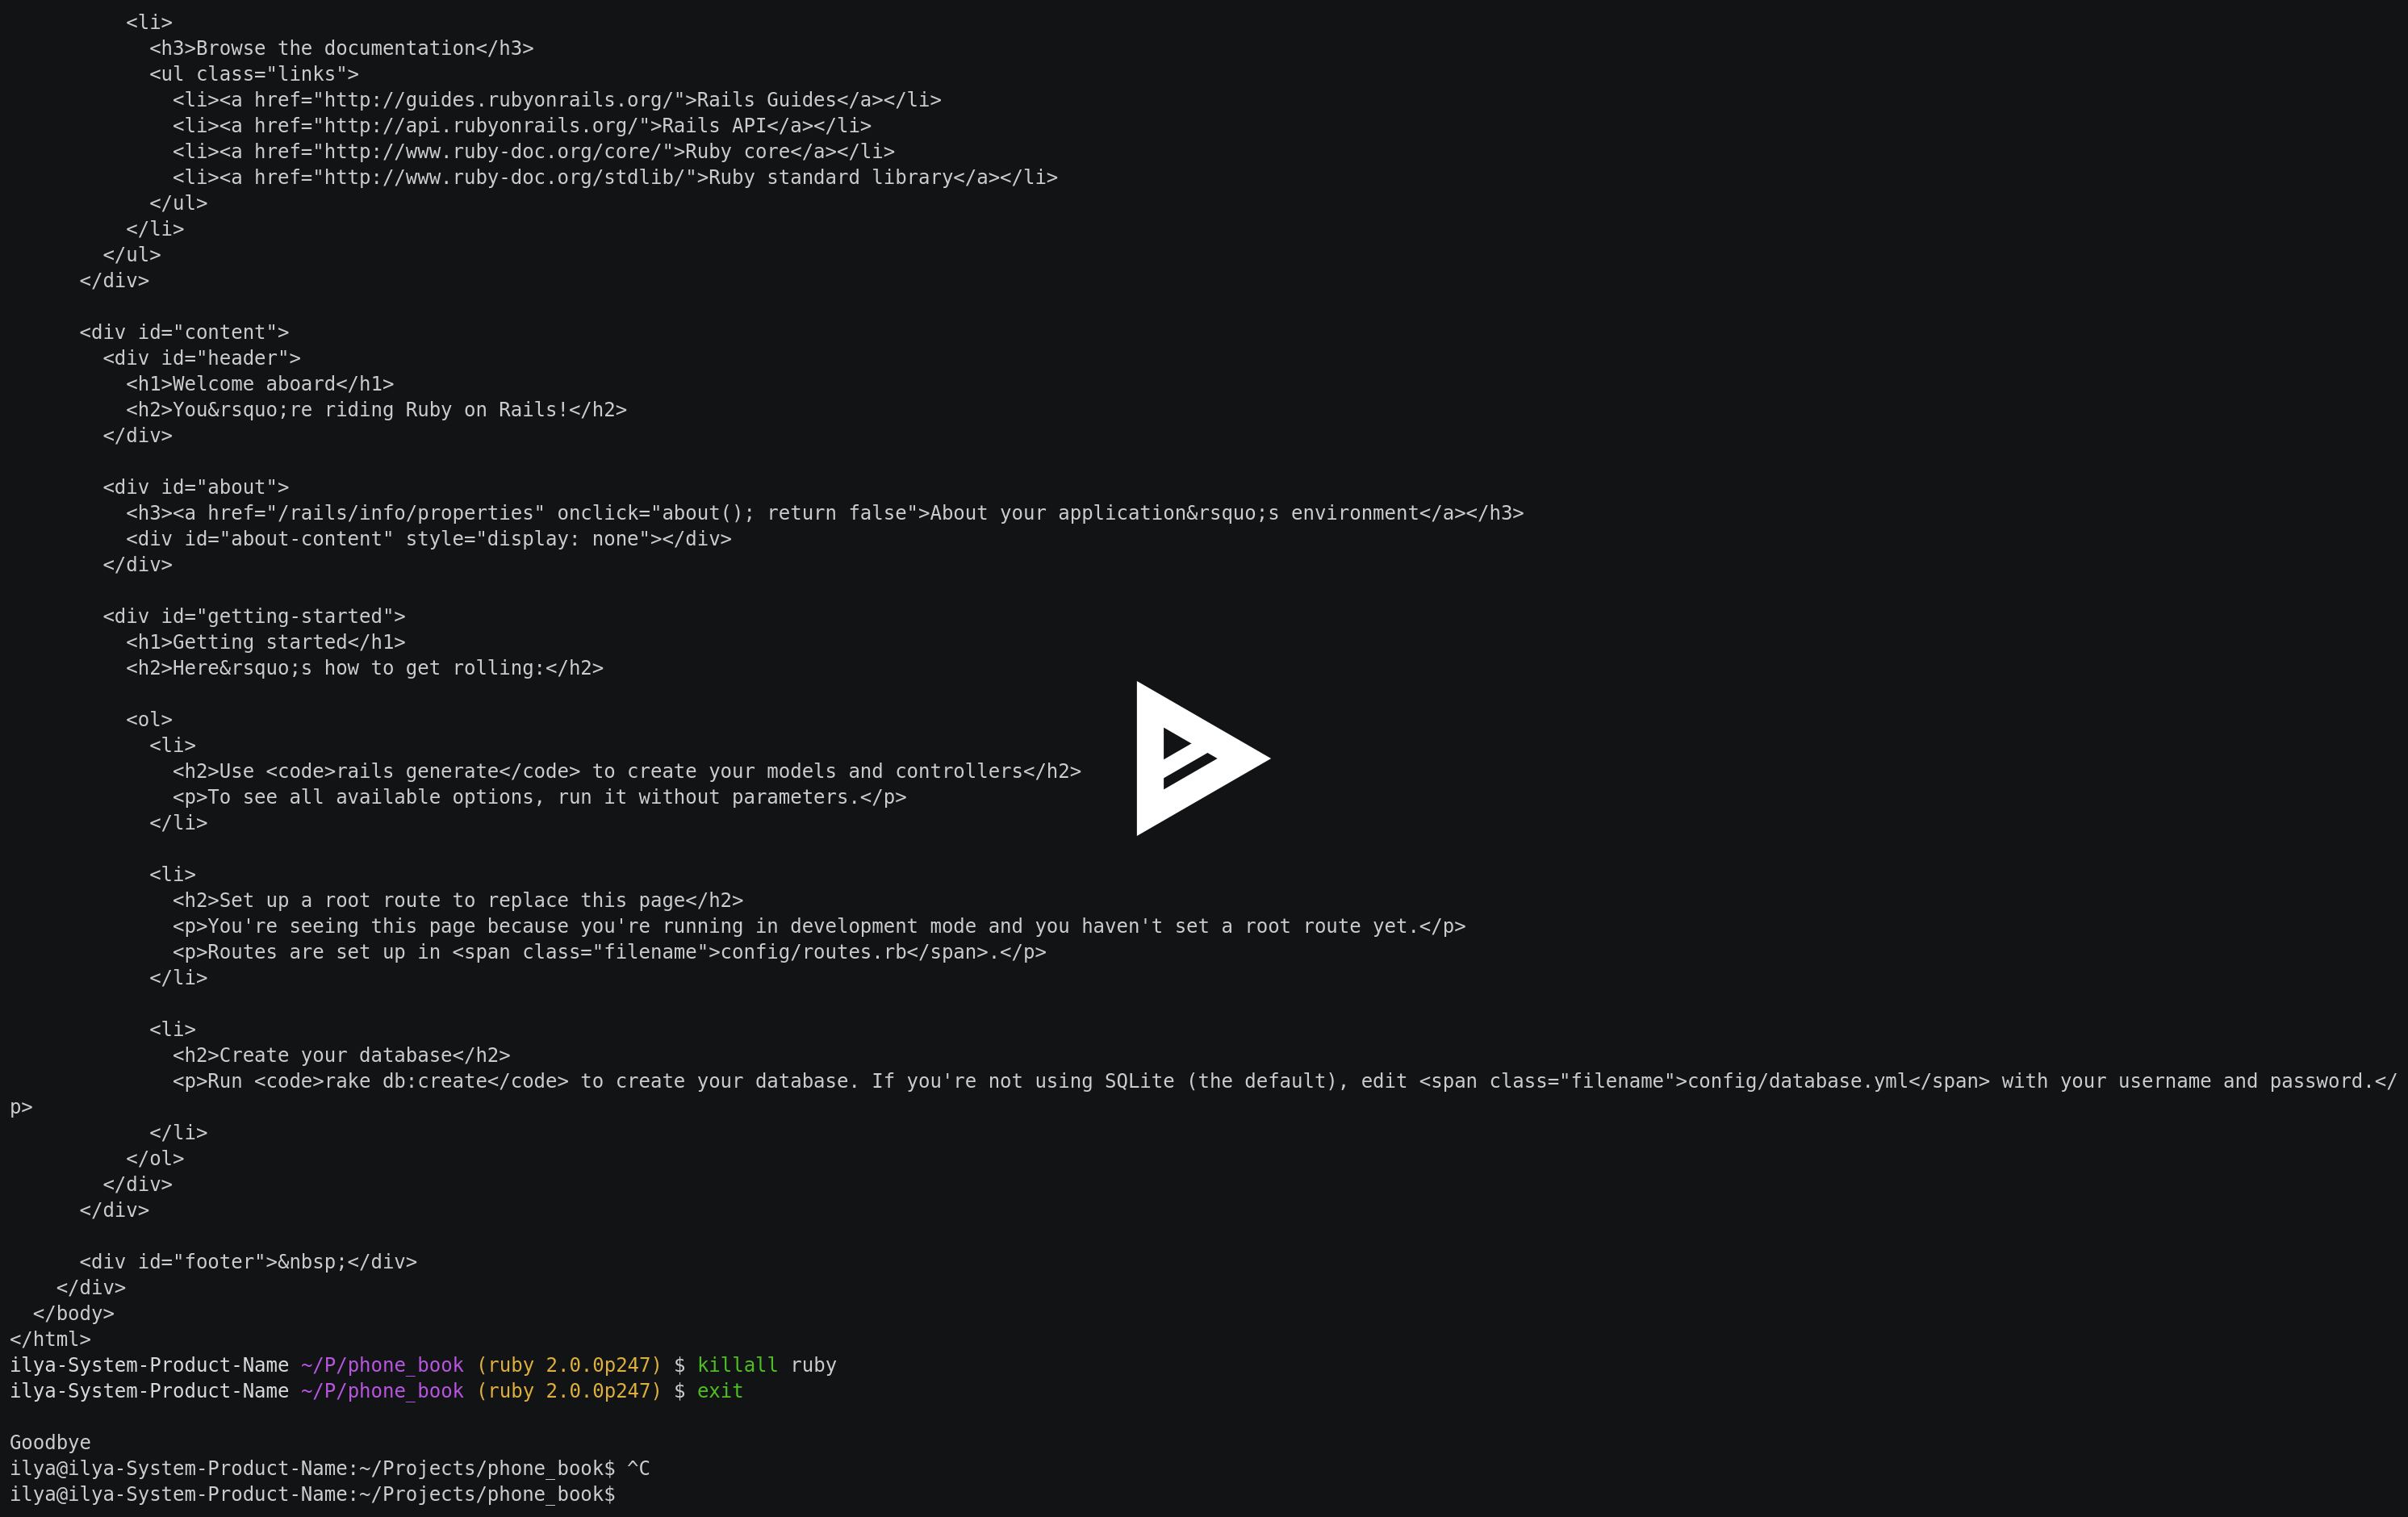 <li>
<h3>Browse the documentation</h3>
<ul class="links">
<li><a href="http://guides.rubyonrails.org/">Rails Guides</a></li>
<li><a href="http://api.rubyonrails.org/">Rails API</a></li>
<li><a href="http://www.ruby-doc.org/core/">Ruby core</a></li>
<li><a href="http://www.ruby-doc.org/stdlib/">Ruby standard library</a></li>
</ul>
</li>
</ul>
</div>
<div id="content">
<div id="header">
<h1>Welcome aboard</h1>
<h2>You&rsquo;re riding Ruby on Rails!</h2>
</div>
<div id="about">
<h3><a href="/rails/info/properties" onclick="about(); return false">About your application&rsquo;s environment</a></h3>
<div id="about-content" style="display: none"></div>
</div>
<div id="getting-started">
<h1>Getting started</h1>
<h2>Here&rsquo;s how to get rolling:</h2>
<ol>
<li>
<h2>Use <code>rails generate</code> to create your models and controllers</h2>
<p>To see all available options, run it without parameters.</p>
</li>
<li>
<h2>Set up a root route to replace this page</h2>
<p>You're seeing this page because you're running in development mode and you haven't set a root route yet.</p>
<p>Routes are set up in <span class="filename">config/routes.rb</span>.</p>
</li>
<li>
<h2>Create your database</h2>
<p>Run <code>rake db:create</code> to create your database. If you're not using SQLite (the default), edit <span class="filename">config/database.yml</span> with your username and password.</
p>
</li>
</ol>
</div>
</div>
<div id="footer">&nbsp;</div>
</div>
</body>
</html>
ilya-System-Product-Name ~/P/phone_book (ruby 2.0.0p247) $ killall ruby
ilya-System-Product-Name ~/P/phone_book (ruby 2.0.0p247) $ exit
Goodbye
ilya@ilya-System-Product-Name:~/Projects/phone_book$ ^C
ilya@ilya-System-Product-Name:~/Projects/phone_book$